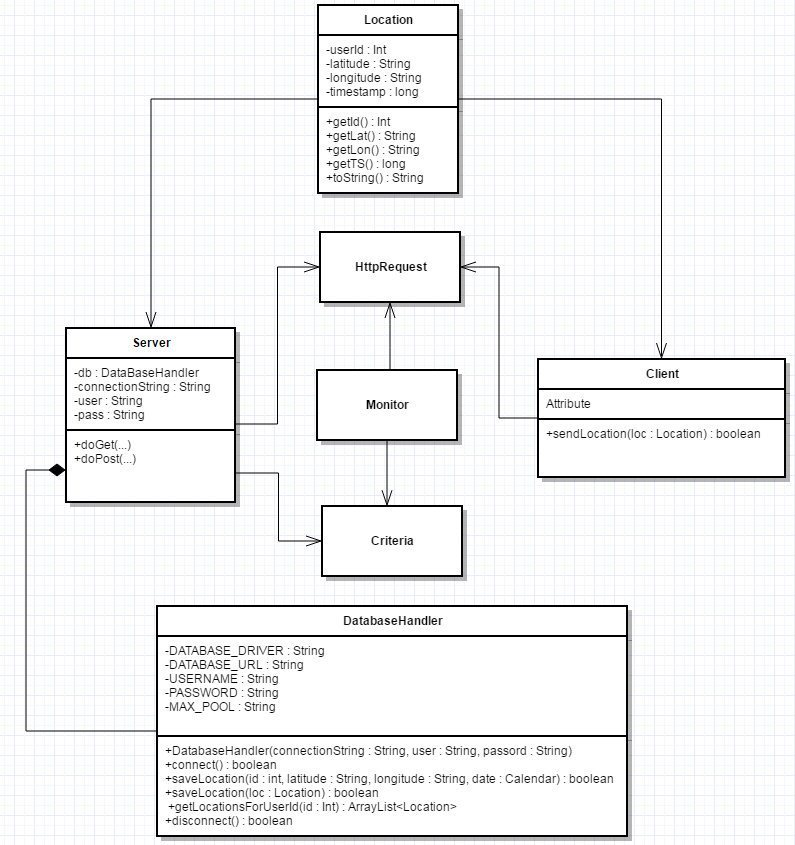 Location
-userId : Int
-latitude : String
-longitude : String
-timestamp : long
+getId() : Int
+getLat() : String
+getLon() : String
+getTS() : long
+toString() : String
HttpRequest
Server
-db : DataBaseHandler
-connectionString : String
-user : String
-pass : String
+doGet(...)
+doPost(...)
Monitor
Client
Attribute
+sendLocation(loc : Location) : boolean
Criteria
DatabaseHandler
-DATABASE_DRIVER : String
-DATABASE_URL : String
-USERNAME : String
-PASSWORD : String
-MAX_POOL : String
+DatabaseHandler(connectionString : String, user : String, passord : String)
+connect() : boolean
+saveLocation(id : int, latitude : String, longitude : String, date : Calendar) : boolean
+saveLocation(loc : Location) : boolean
+getLocationsForUserId(id : Int) : ArrayList<Location>
+disconnect() : boolean